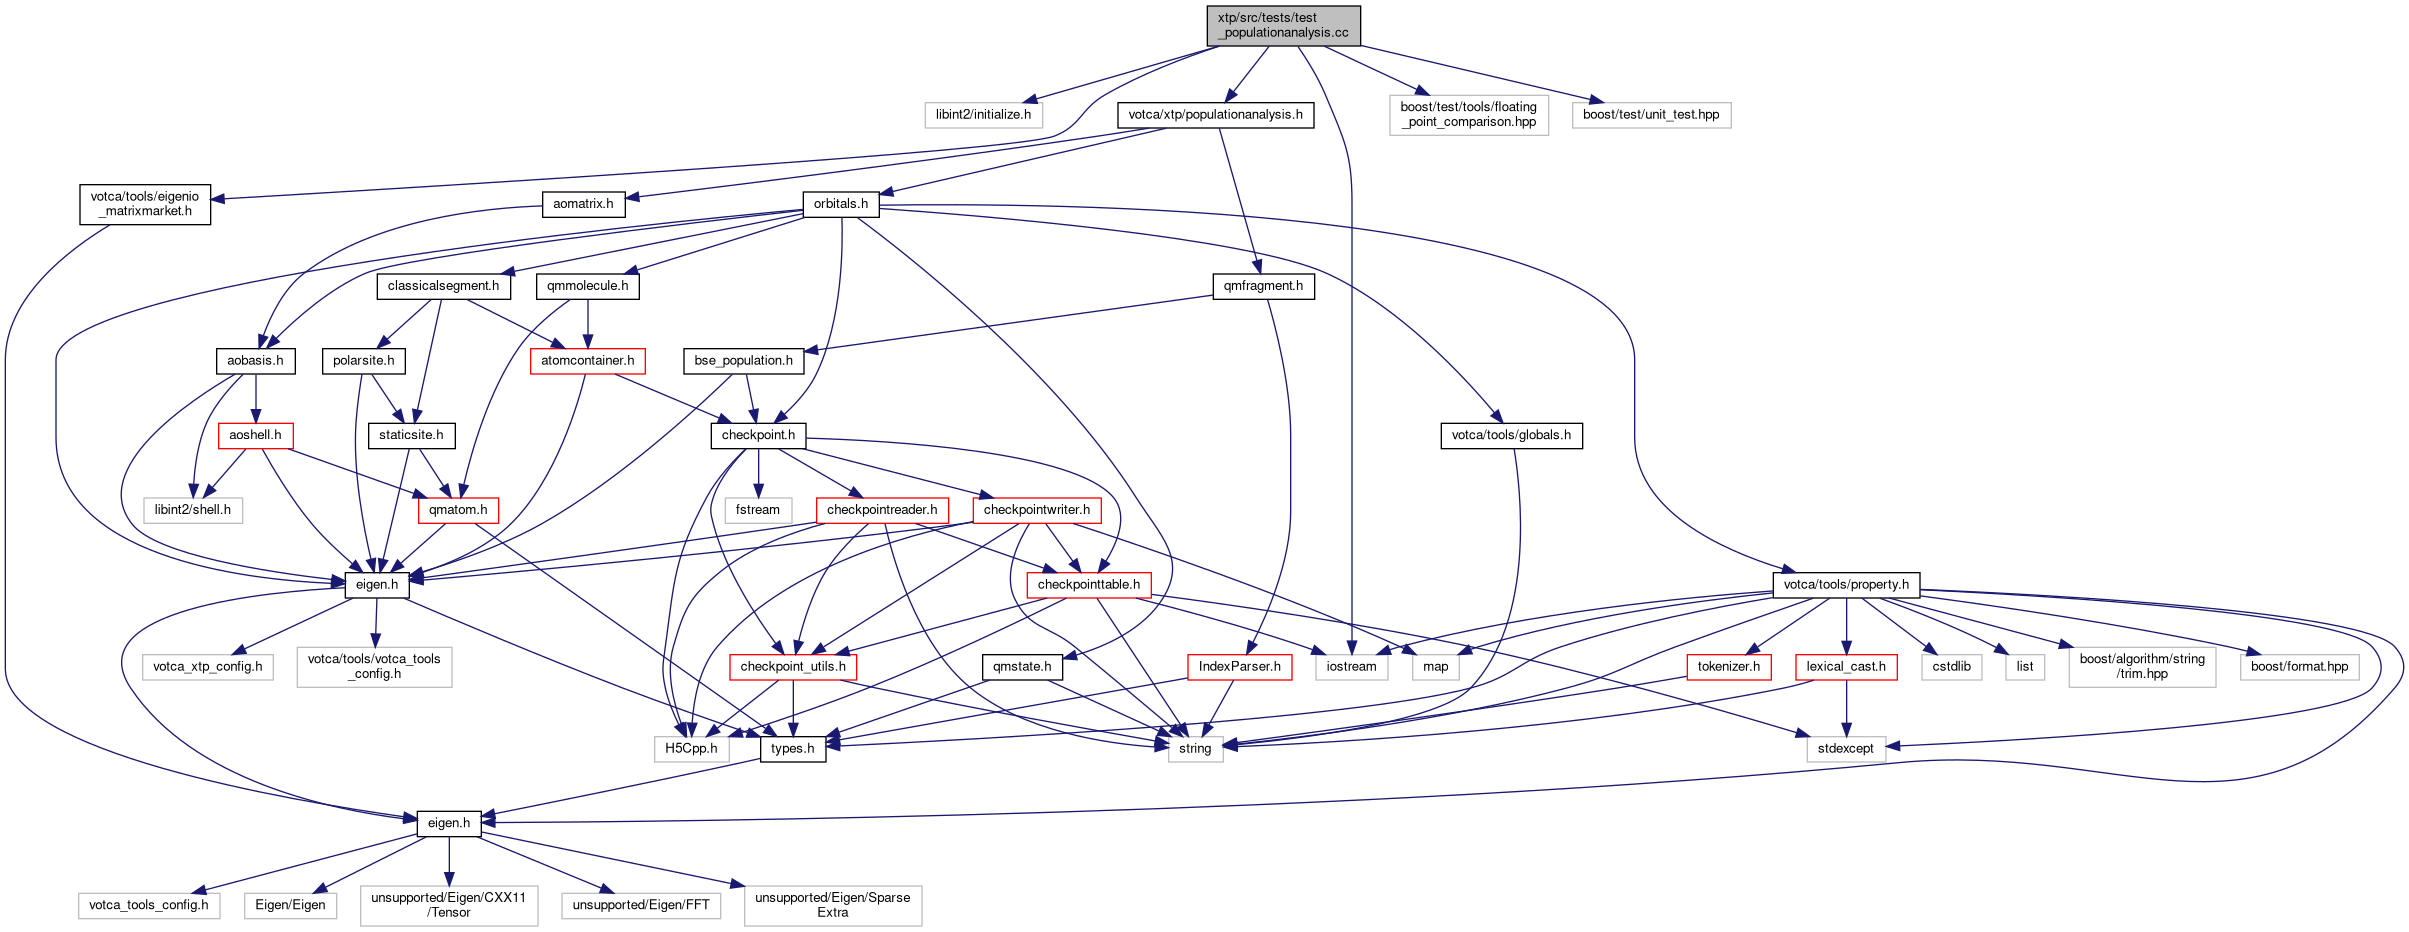 xtp/src/tests/test
_populationanalysis.cc
libint2/initialize.h
votca/xtp/populationanalysis.h
boost/test/tools/floating
_point_comparison.hpp
boost/test/unit_test.hpp
votca/tools/eigenio
_matrixmarket.h
aomatrix.h
orbitals.h
classicalsegment.h
qmmolecule.h
qmfragment.h
aobasis.h
polarsite.h
atomcontainer.h
bse_population.h
aoshell.h
staticsite.h
checkpoint.h
votca/tools/globals.h
libint2/shell.h
qmatom.h
fstream
checkpointreader.h
checkpointwriter.h
eigen.h
checkpointtable.h
votca/tools/property.h
votca_xtp_config.h
votca/tools/votca_tools
_config.h
checkpoint_utils.h
qmstate.h
IndexParser.h
iostream
map
tokenizer.h
lexical_cast.h
cstdlib
list
boost/algorithm/string
/trim.hpp
boost/format.hpp
H5Cpp.h
types.h
string
stdexcept
eigen.h
votca_tools_config.h
Eigen/Eigen
unsupported/Eigen/CXX11
/Tensor
unsupported/Eigen/FFT
unsupported/Eigen/Sparse
Extra